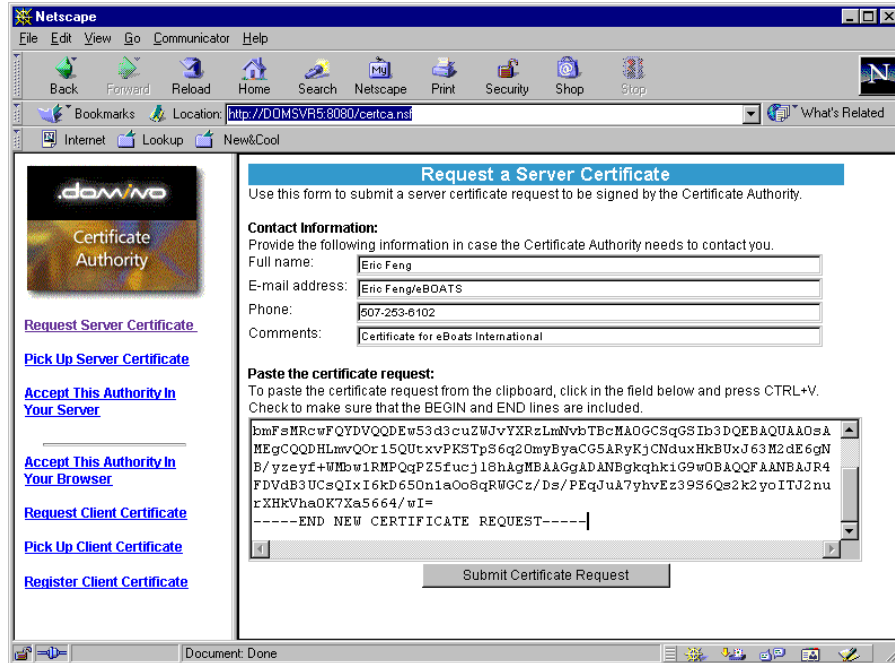 Netscape
File Edit View Go Communicator Help
Back Forward Reload Home Search Netscape Print Security Shop Stop
My
N
Bookmarks Location: http://DOMSVR5:8080/certca.nsf What's Related
Internet Lookup New&Cool
.domino
Certificate
Authority
Request Server Certificate
Pick Up Server Certificate
Accept This Authority In
Your Server
Accept This Authority In
Your Browser
Request Client Certificate
Pick Up Client Certificate
Register Client Certificate
Request a Server Certificate
Use this form to submit a server certificate request to be signed by the Certificate Authority.
Contact Information:
Provide the following information in case the Certificate Authority needs to contact you.
Full name: Eric Feng
E-mail address: Eric Feng/eBOATS
Phone: 507-253-6102
Comments: Certificate for eBoats International
Paste the certificate request:
To paste the certificate request from the clipboard, click in the field below and press CTRL+V.
Check to make sure that the BEGIN and END lines are included.
bmFsMRcwFQYDVQQDEw53d3cuZWJvYXRzLmNvbTBcMA0GCSqGSIb3DQEBAQUAA0sA
MEgCQQDHLmvQOr15QUtxvPKSTpS6q2OmyByaCG5ARyKjCNduxHkBUxJ63M2dE6gN
B/yzeyf+WMbw1RMPQqPZ5fucjl8hAgMBAAGgADANBgkqhkiG9w0BAQQFAANBAJR4
FDVdB3UCsQIxI6kD65On1aOo8qRWGCz/Ds/PEqJuA7yhvEz39S6Qs2k2yoITJ2nu
rXHkVhaOK7Xa5664/wI=
-----END NEW CERTIFICATE REQUEST-----
Submit Certificate Request
Document: Done